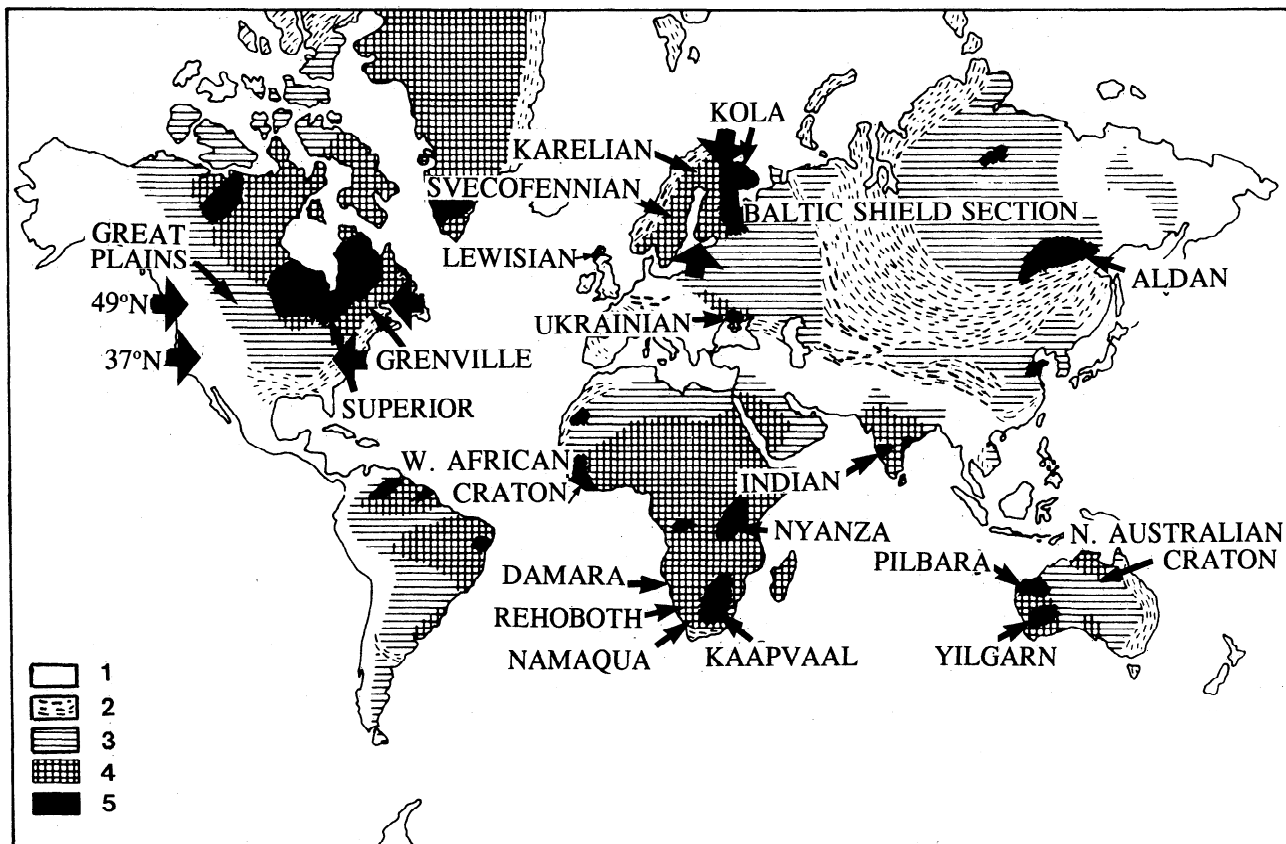 KOLA
KARELIAN
SVECOFENNIAN
BALTIC SHIELD SECTION
GREAT
PLAINS
LEWISIAN
ALDAN
49°N
UKRAINIAN
37°N
GRENVILLE
SUPERIOR
W. AFRICAN
CRATON
INDIAN
NYANZA
N. AUSTRALIAN
CRATON
PILBARA
DAMARA
REHOBOTH
NAMAQUA
KAAPVAAL
YILGARN
1
2
3
4
5